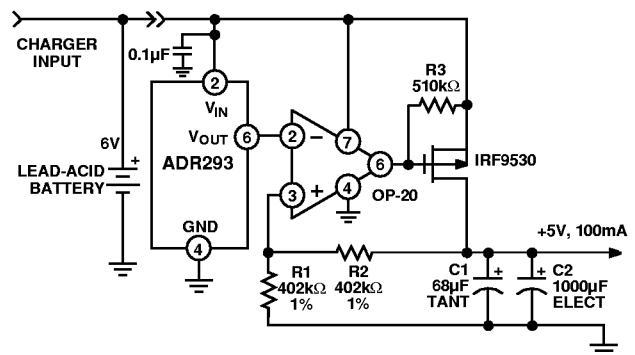 CHARGER
INPUT
0.1µF
R3
510kΩ
2
VIN
VOUT
6
ADR293
2
–
7
6
IRF9530
6V
+
LEAD-ACID
BATTERY
3
+
4
OP-20
GND
4
+5V, 100mA
R1
402kΩ
1%
R2
402kΩ
1%
C1
68µF
TANT
+
+
C2
1000µF
ELECT